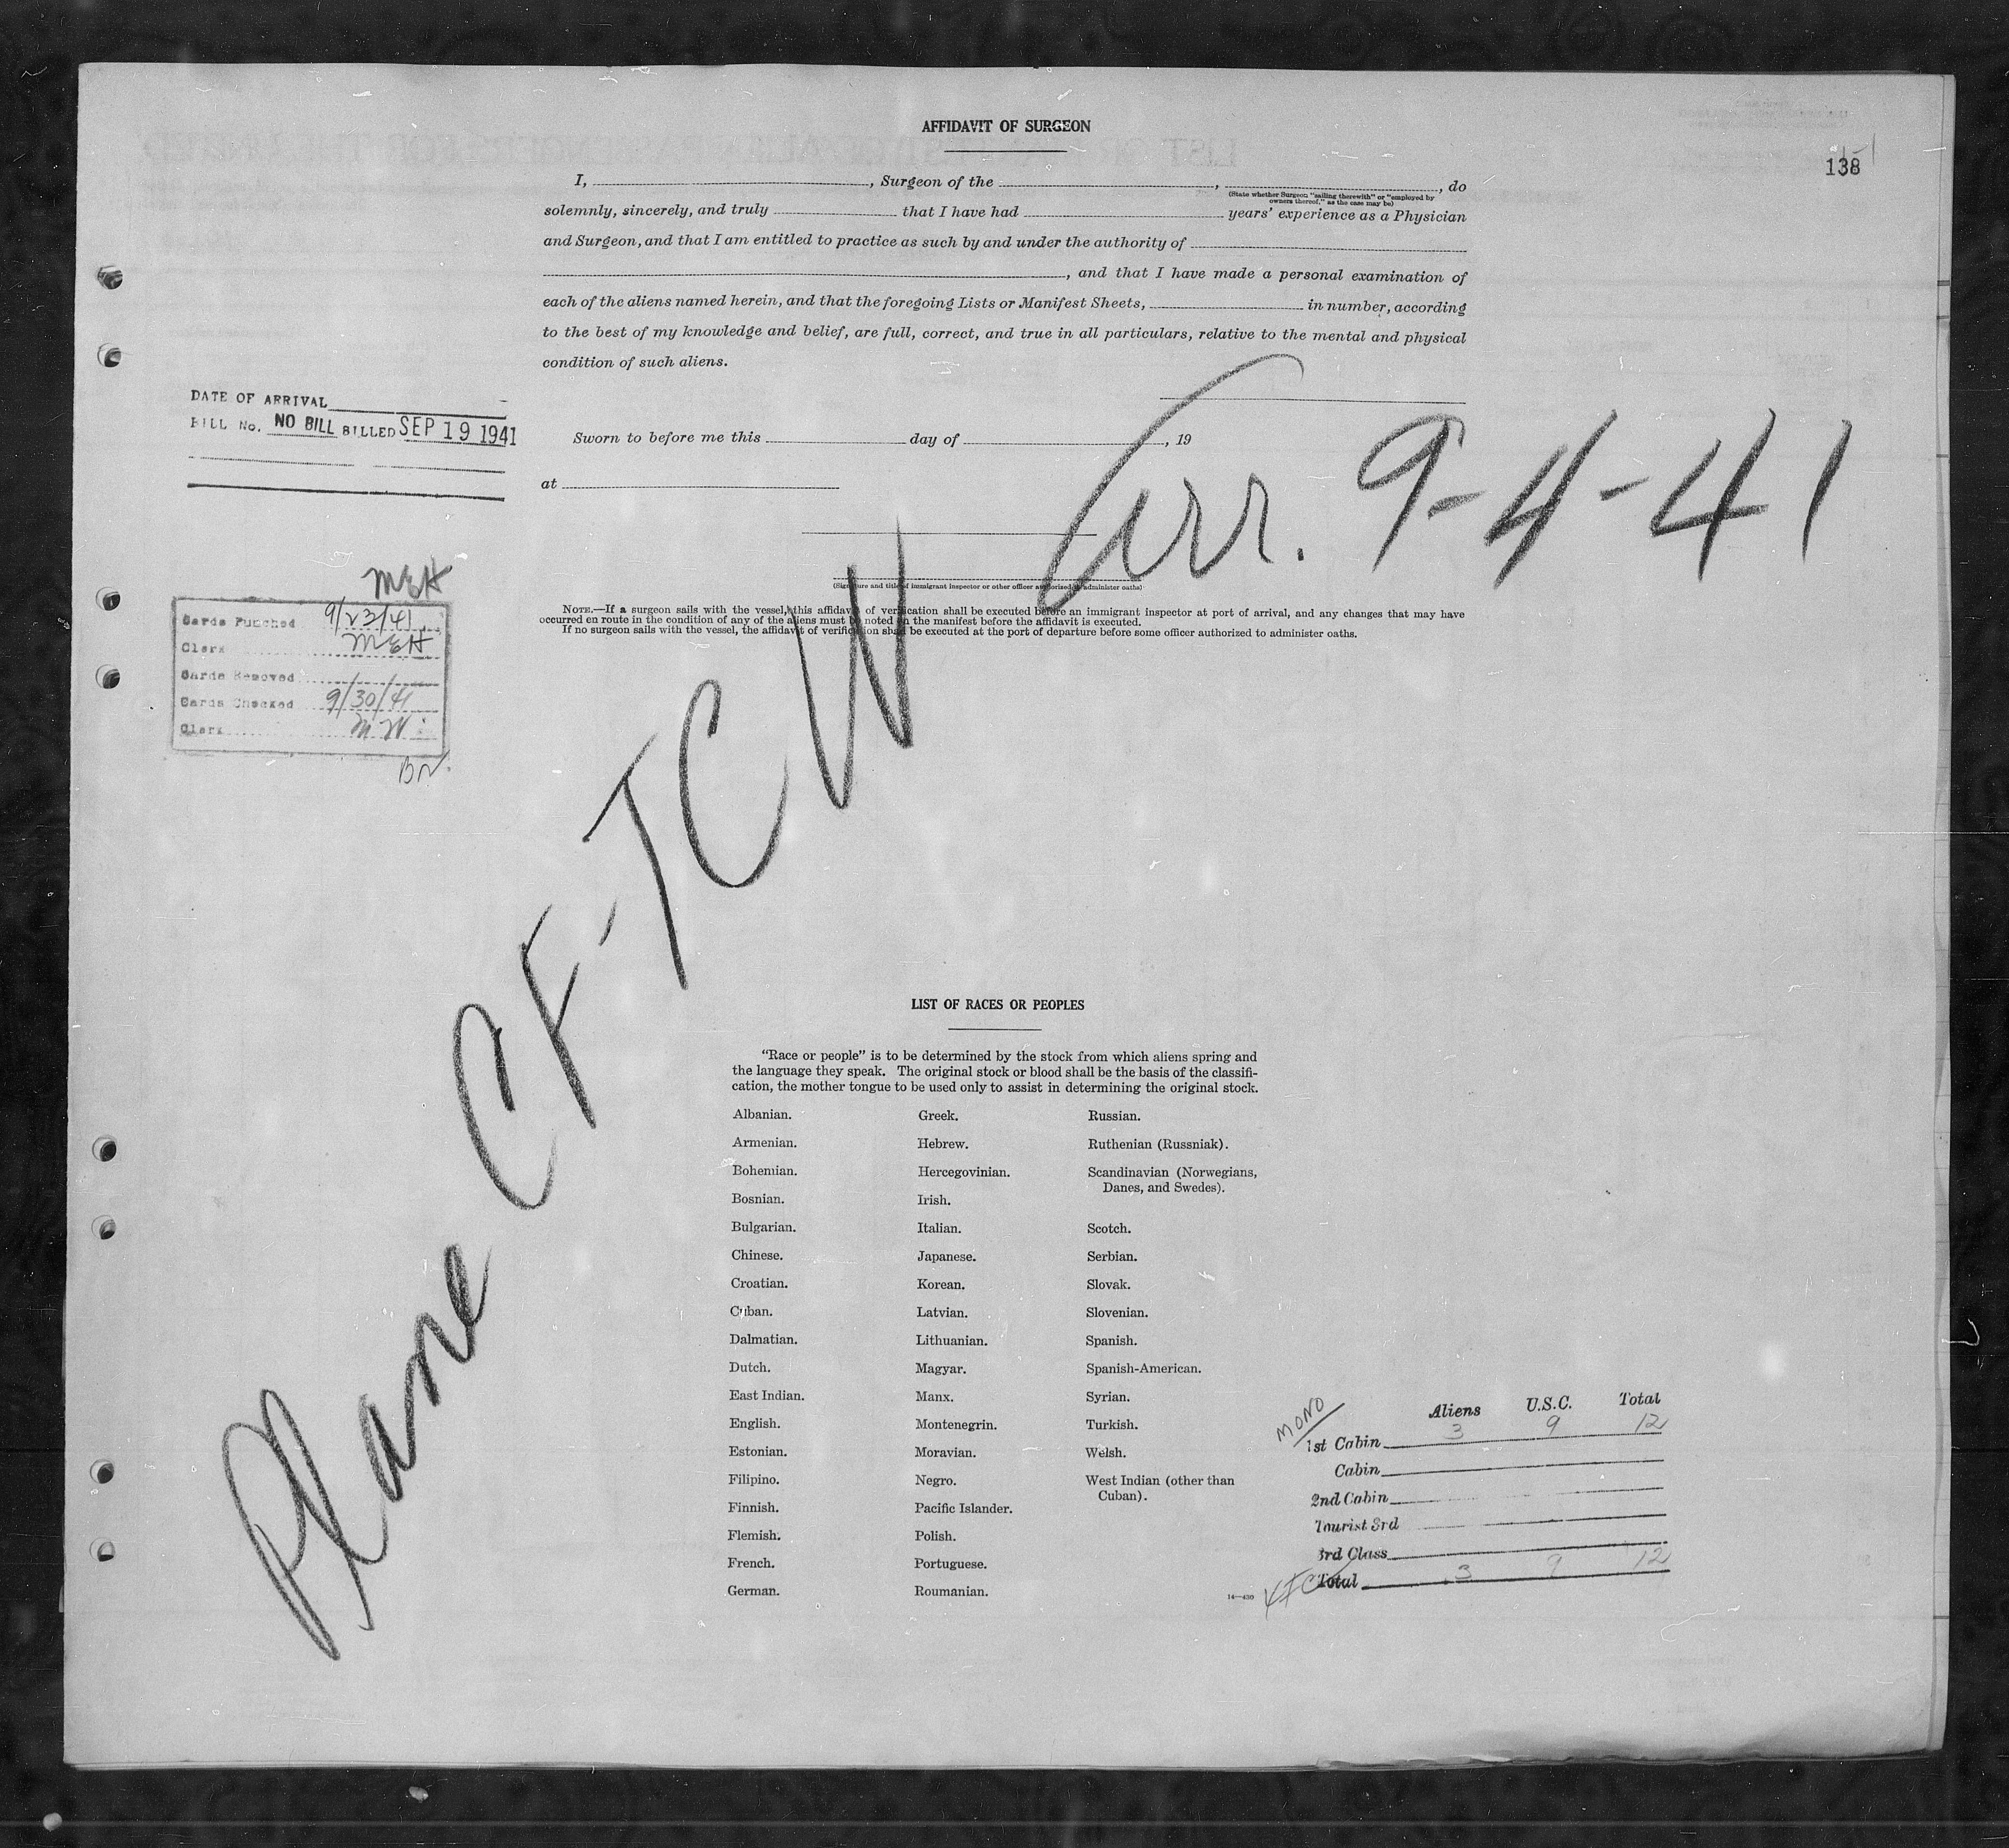 AFFIDAVIT OF SURGEON
138
I, , Surgeon of the , , do
(State whether Surgeon "sailing therewith" or "employed by
owners thereof," as the case may be)
solemnly, sincerely, and truly that I have had years' experience as a Physician
and Surgeon, and that I am entitled to practice as such by and under the authority of
, and that I have made a personal examination of
each of the aliens named herein, and that the foregoing Lists or Manifest Sheets, in number, according
to the best of my knowledge and belief, are full, correct, and true in all particulars, relative to the mental and physical
condition of such aliens.
DATE OF ARRIVAL
BILL No. NO BILL BILLED SEP 19 1941
Sworn to before me this day of , 19
at
Arr. 9-4-41
(Signature and title of immigrant inspector or other officer authorized to administer oaths)
NOTE.—If a surgeon sails with the vessel, this affidavit of verification shall be executed before an immigrant inspector at port of arrival, and any changes that may have
occurred en route in the condition of any of the aliens must be noted on the manifest before the affidavit is executed.
If no surgeon sails with the vessel, the affidavit of verification shall be executed at the port of departure before some officer authorized to administer oaths.
MEH
Cards Punched 9/23/41
Clerk MEH
Cards Removed
Cards Checked 9/30/41
Clerk MW
BN
Plane CF-TCW
LIST OF RACES OR PEOPLES
"Race or people" is to be determined by the stock from which aliens spring and
the language they speak. The original stock or blood shall be the basis of the classifi-
cation, the mother tongue to be used only to assist in determining the original stock.
Albanian.
Armenian.
Bohemian.
Bosnian.
Bulgarian.
Chinese.
Croatian.
Cuban.
Dalmatian.
Dutch.
East Indian.
English.
Estonian.
Filipino.
Finnish.
Flemish.
French.
German.
Greek.
Hebrew.
Hercegovinian.
Irish.
Italian.
Japanese.
Korean.
Latvian.
Lithuanian.
Magyar.
Manx.
Montenegrin.
Moravian.
Negro.
Pacific Islander.
Polish.
Portuguese.
Roumanian.
Russian.
Ruthenian (Russniak).
Scandinavian (Norwegians,
Danes, and Swedes).
Scotch.
Serbian.
Slovak.
Slovenian.
Spanish.
Spanish-American.
Syrian.
Turkish.
Welsh.
West Indian (other than
Cuban).
14—430
MONO
Aliens U.S.C. Total
1st Cabin 3 9 12
Cabin
2nd Cabin
Tourist 3rd
3rd Class
Total 3 9 12